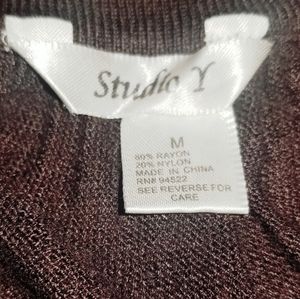 Studio Y
M
80% RAYON
20% NYLON
MADE IN CHINA
RN# 94522
SEE REVERSE FOR
CARE